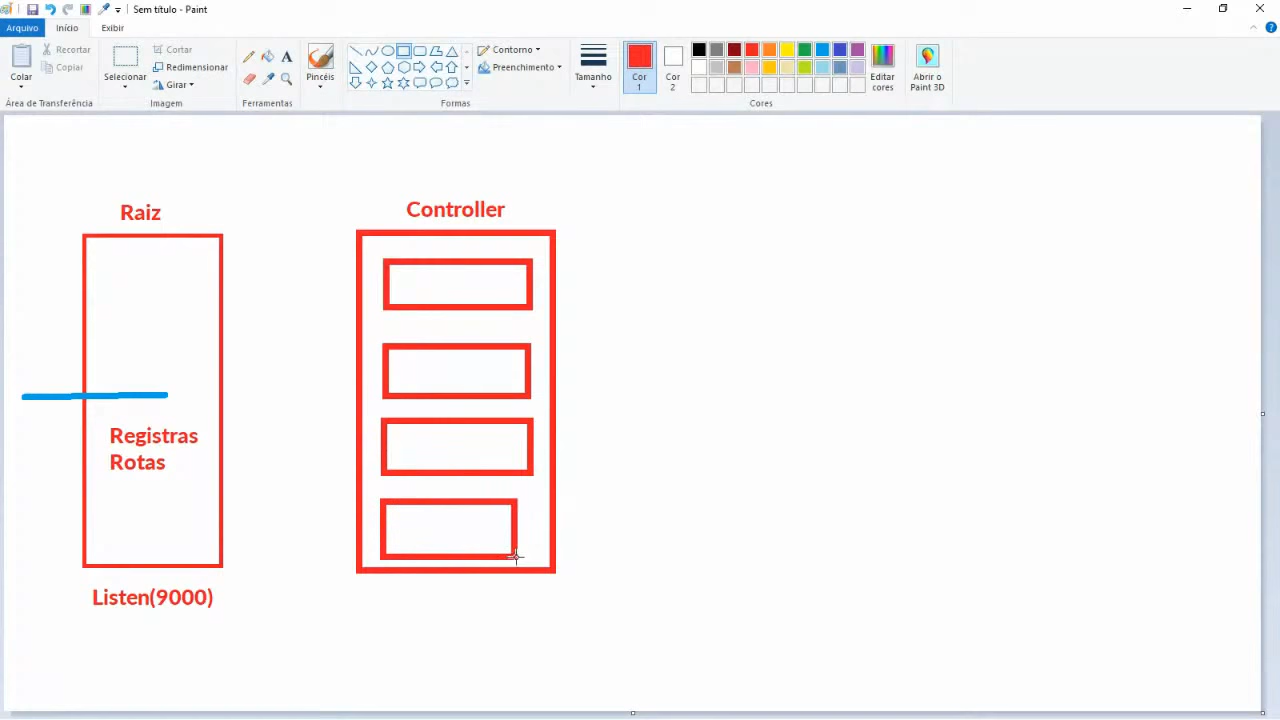 Sem título - Paint
Arquivo
Início
Exibir
Colar
Recortar
Copiar
Área de Transferência
Selecionar
Cortar
Redimensionar
Girar
Imagem
Ferramentas
Pincéis
Contorno
Preenchimento
Formas
Tamanho
Cor
1
Cor
2
Editar
cores
Cores
Abrir o
Paint 3D
Raiz
Controller
Registras
Rotas
Listen(9000)